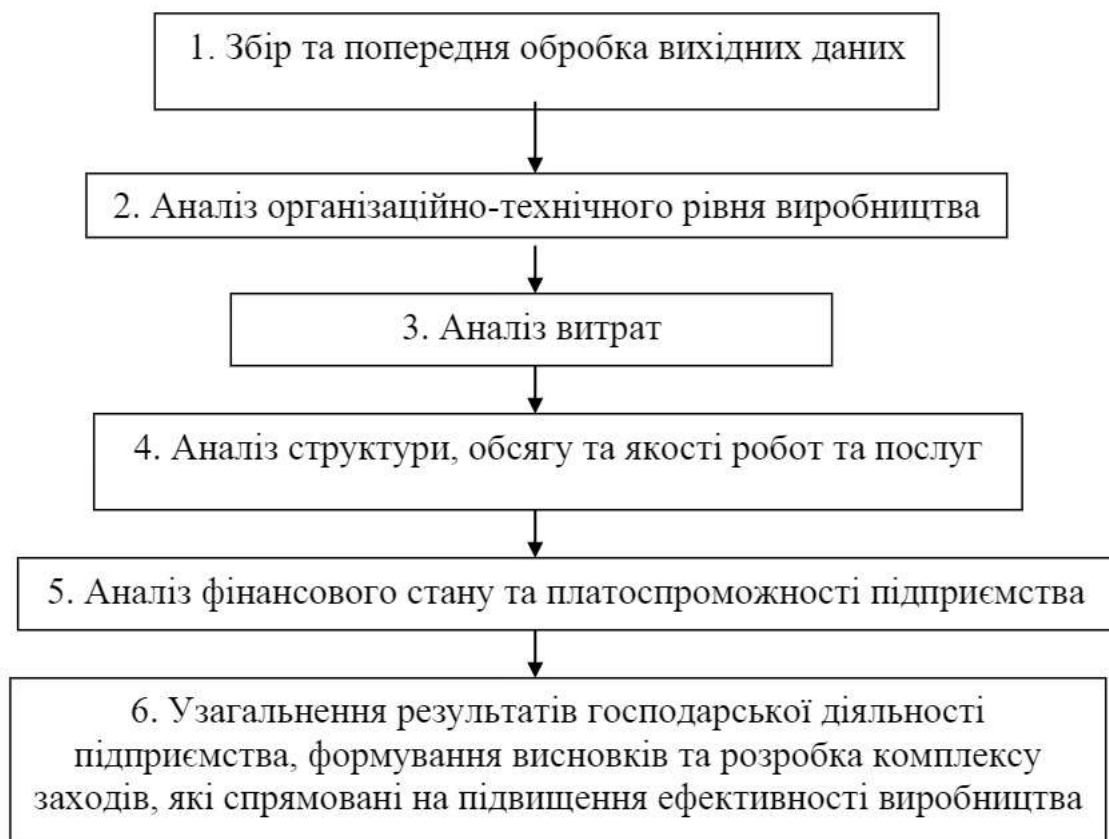 1. Збір та попередня обробка вихідних даних
2. Аналіз організаційно-технічного рівня виробництва
3. Аналіз витрат
4. Аналіз структури, обсягу та якості робот та послуг
5. Аналіз фінансового стану та платоспроможності підприємства
6. Узагальнення результатів господарської діяльності
підприємства, формування висновків та розробка комплексу
заходів, які спрямовані на підвищення ефективності виробництва